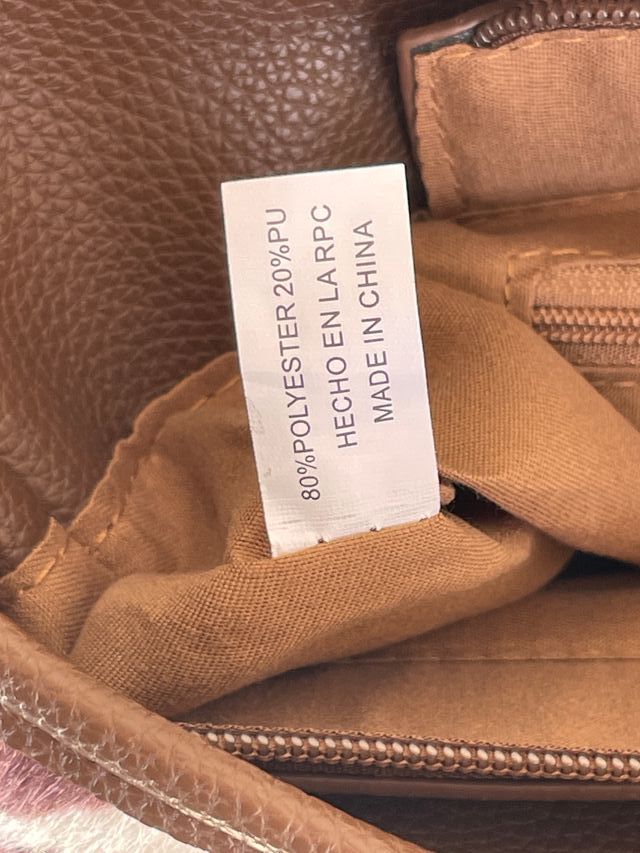 80%POLYESTER 20%PU
HECHO EN LA RPC
MADE IN CHINA